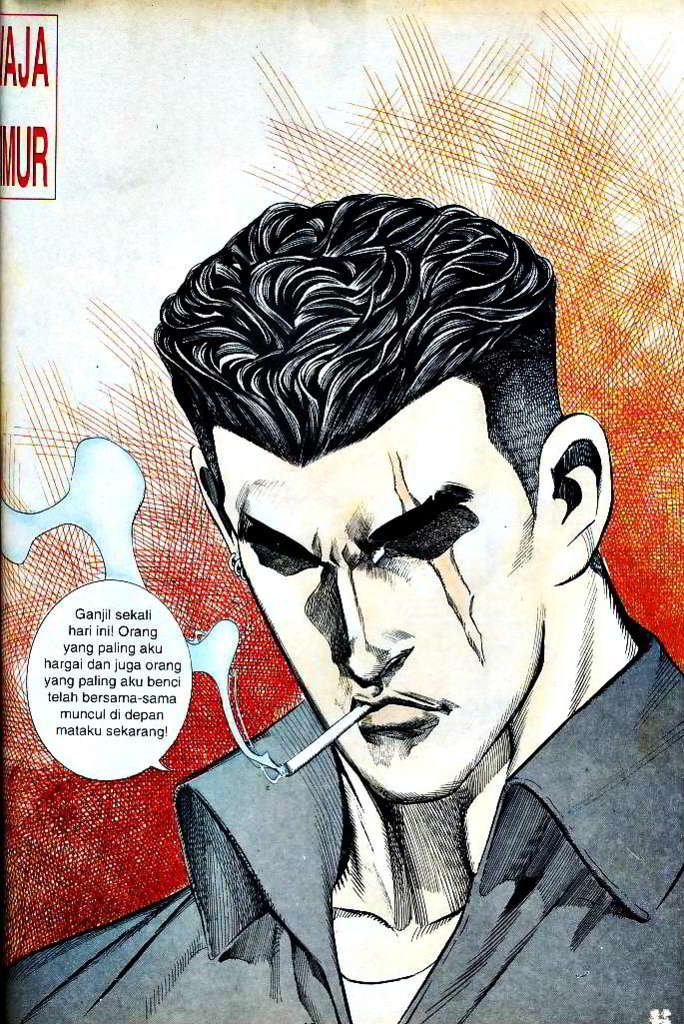 AJA
MUR
Ganjil sekali
hari ini! Orang
yang paling aku
hargai dan juga orang
yang paling aku benci
telah bersama-sama
muncul di depan
mataku sekarang!